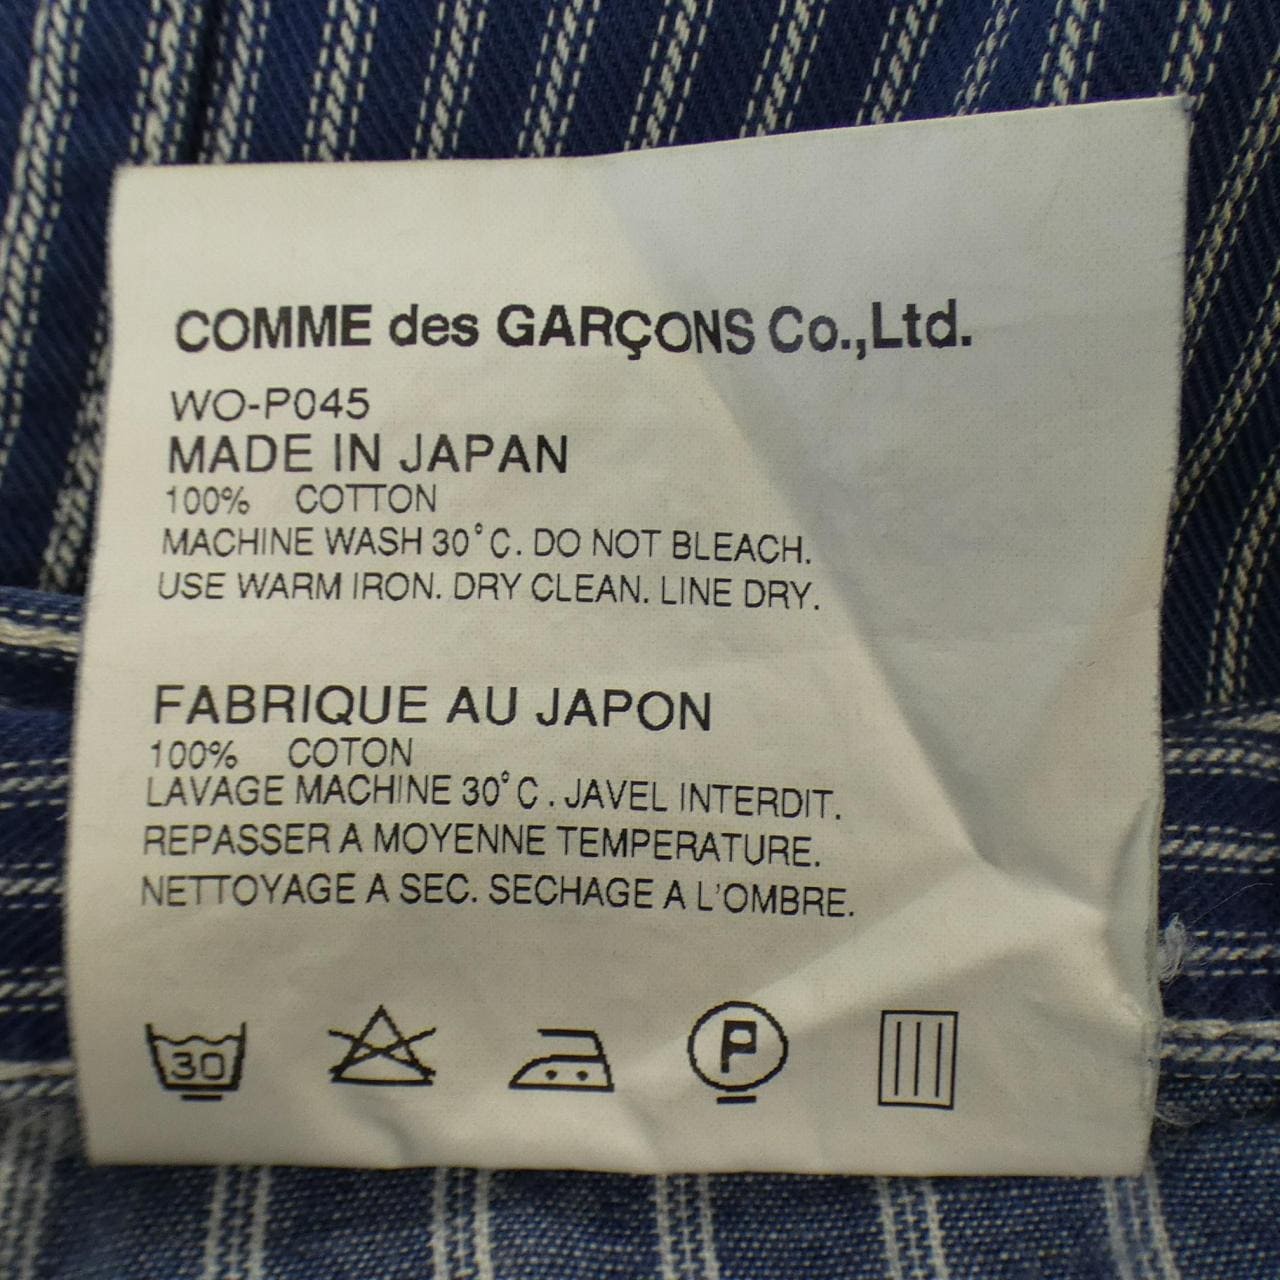 COMME des GARÇONS Co.,Ltd.
WO-P045
MADE IN JAPAN
100% COTTON
MACHINE WASH 30°C. DO NOT BLEACH.
USE WARM IRON. DRY CLEAN. LINE DRY.
FABRIQUE AU JAPON
100% COTON
LAVAGE MACHINE 30°C. JAVEL INTERDIT.
REPASSER A MOYENNE TEMPERATURE.
NETTOYAGE A SEC. SECHAGE A L'OMBRE.
30 P